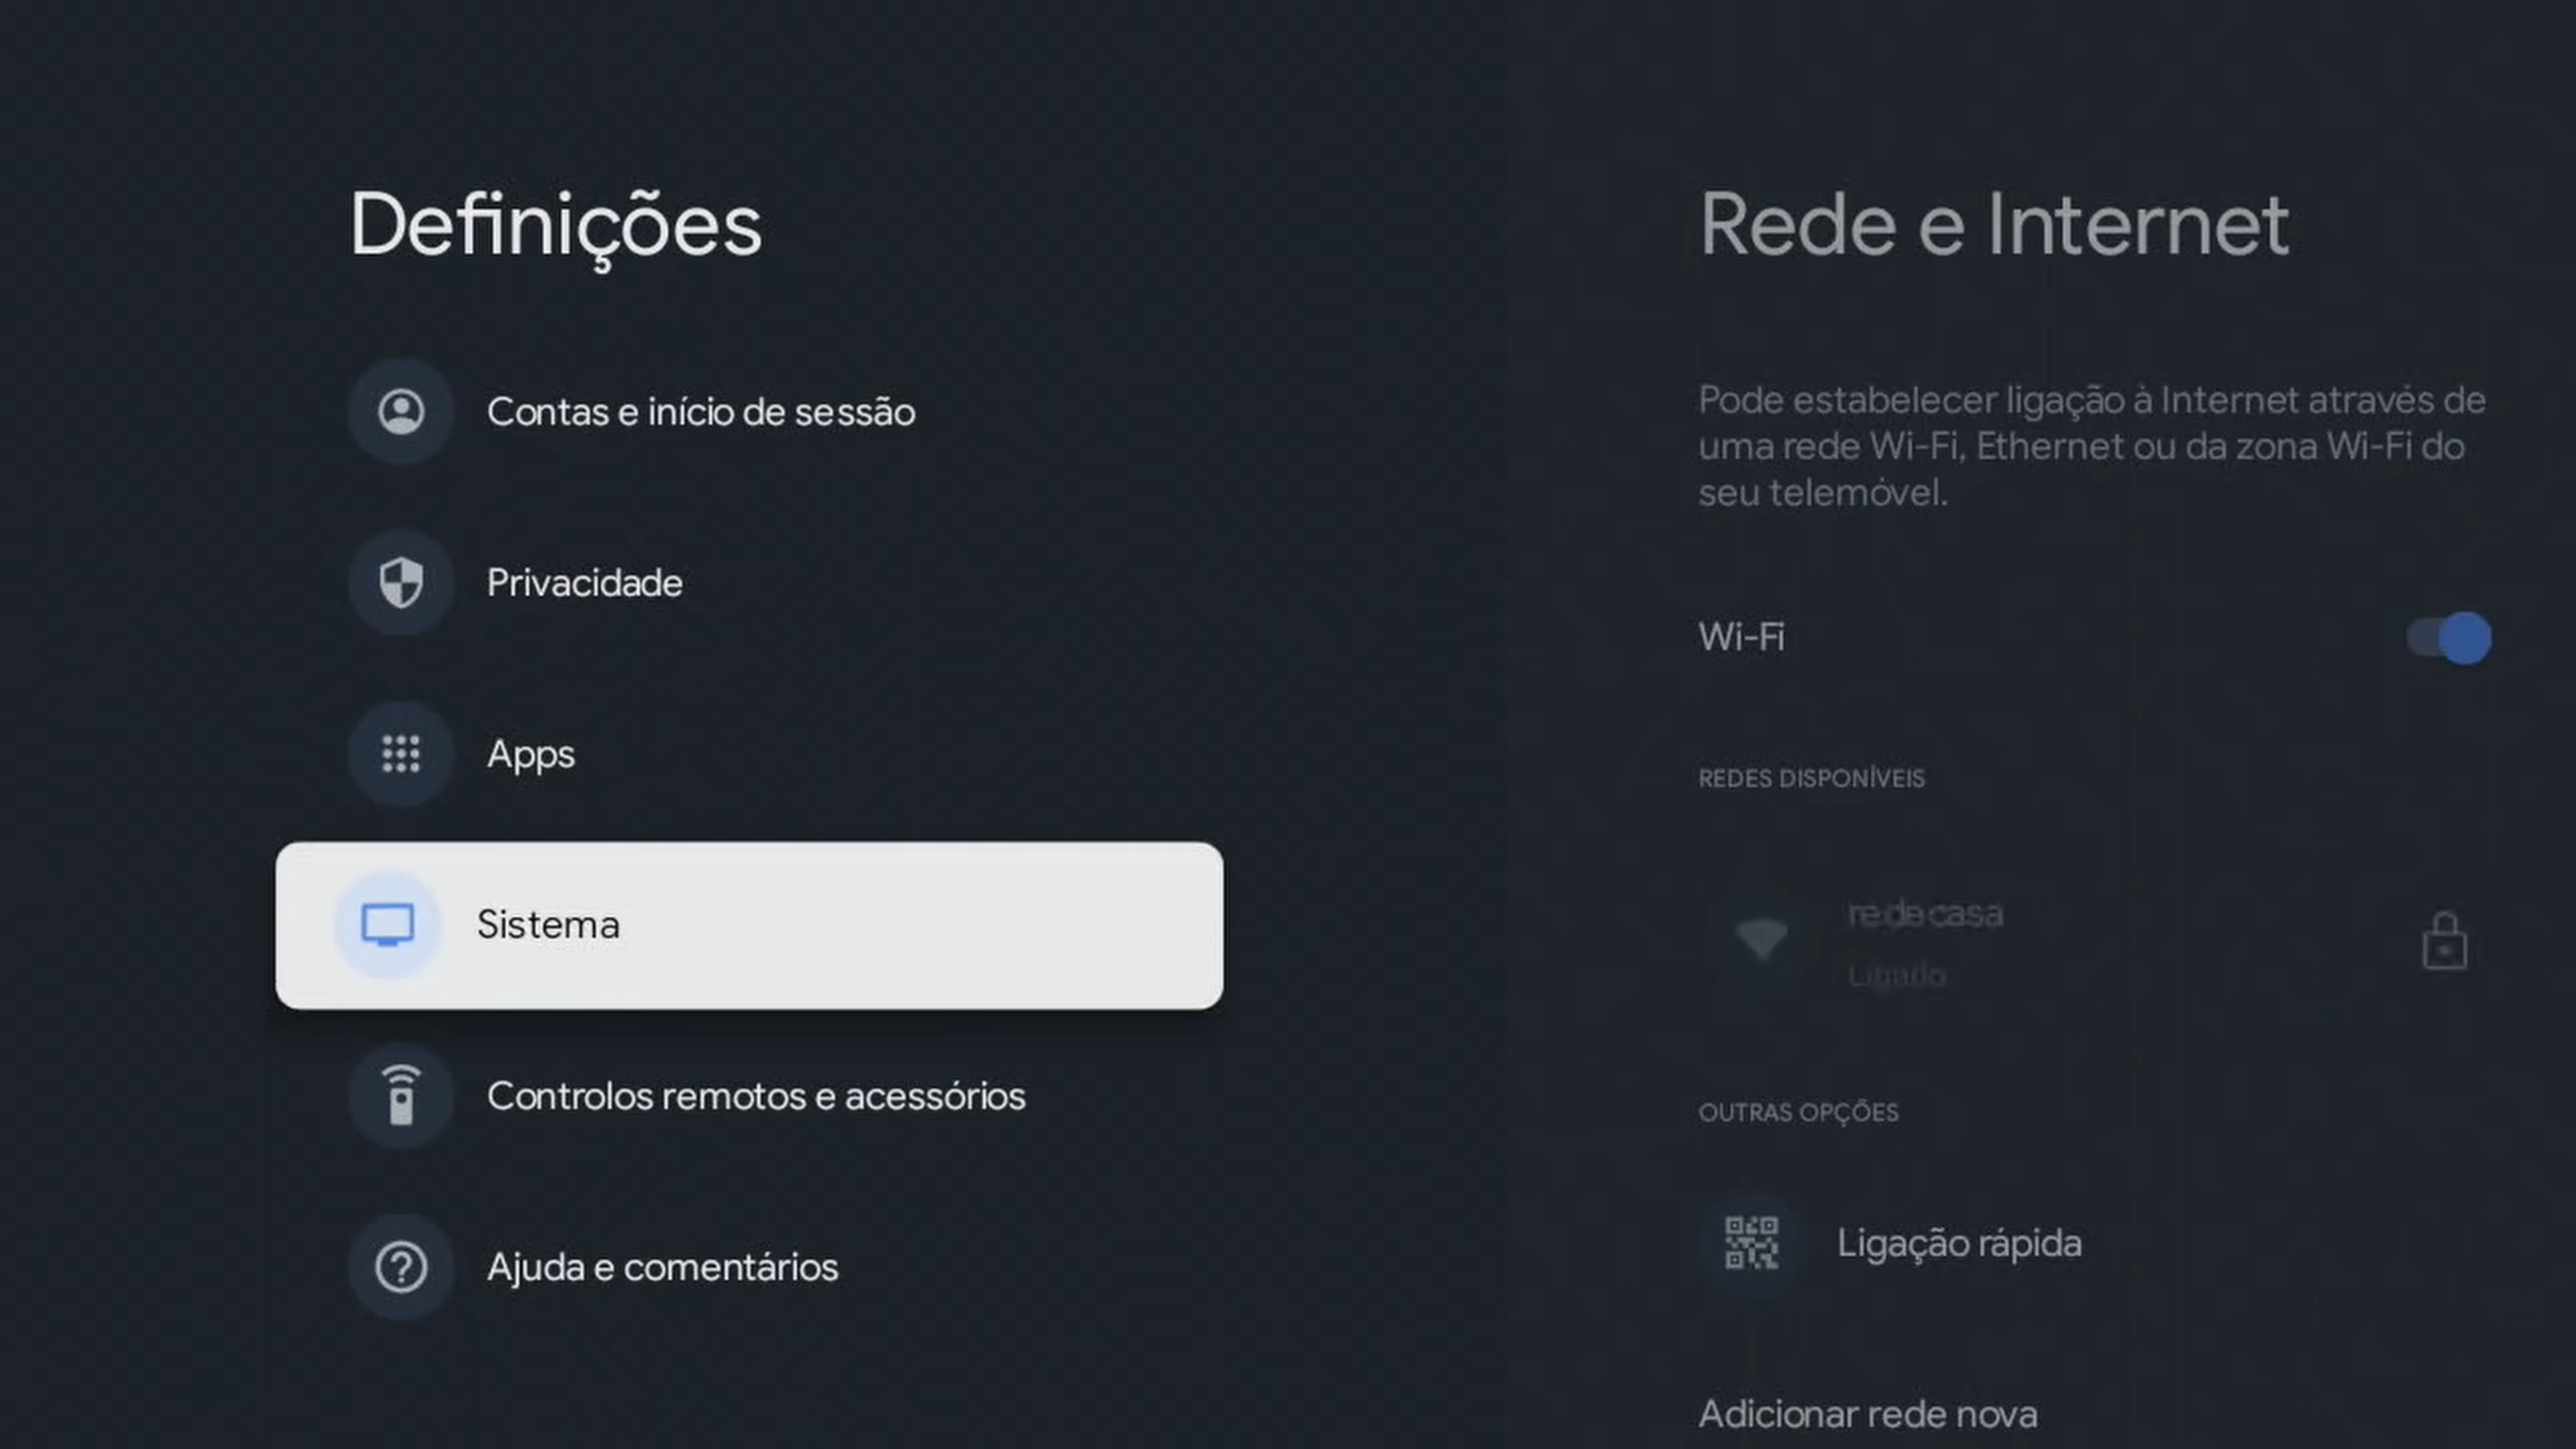 Definições
Contas e início de sessão
Privacidade
Apps
Sistema
Controlos remotos e acessórios
Ajuda e comentários
Rede e Internet
Pode estabelecer ligação à Internet através de
uma rede Wi-Fi, Ethernet ou da zona Wi-Fi do
seu telemóvel.
Wi-Fi
REDES DISPONÍVEIS
redecasa
Ligado
OUTRAS OPÇÕES
Ligação rápida
Adicionar rede nova